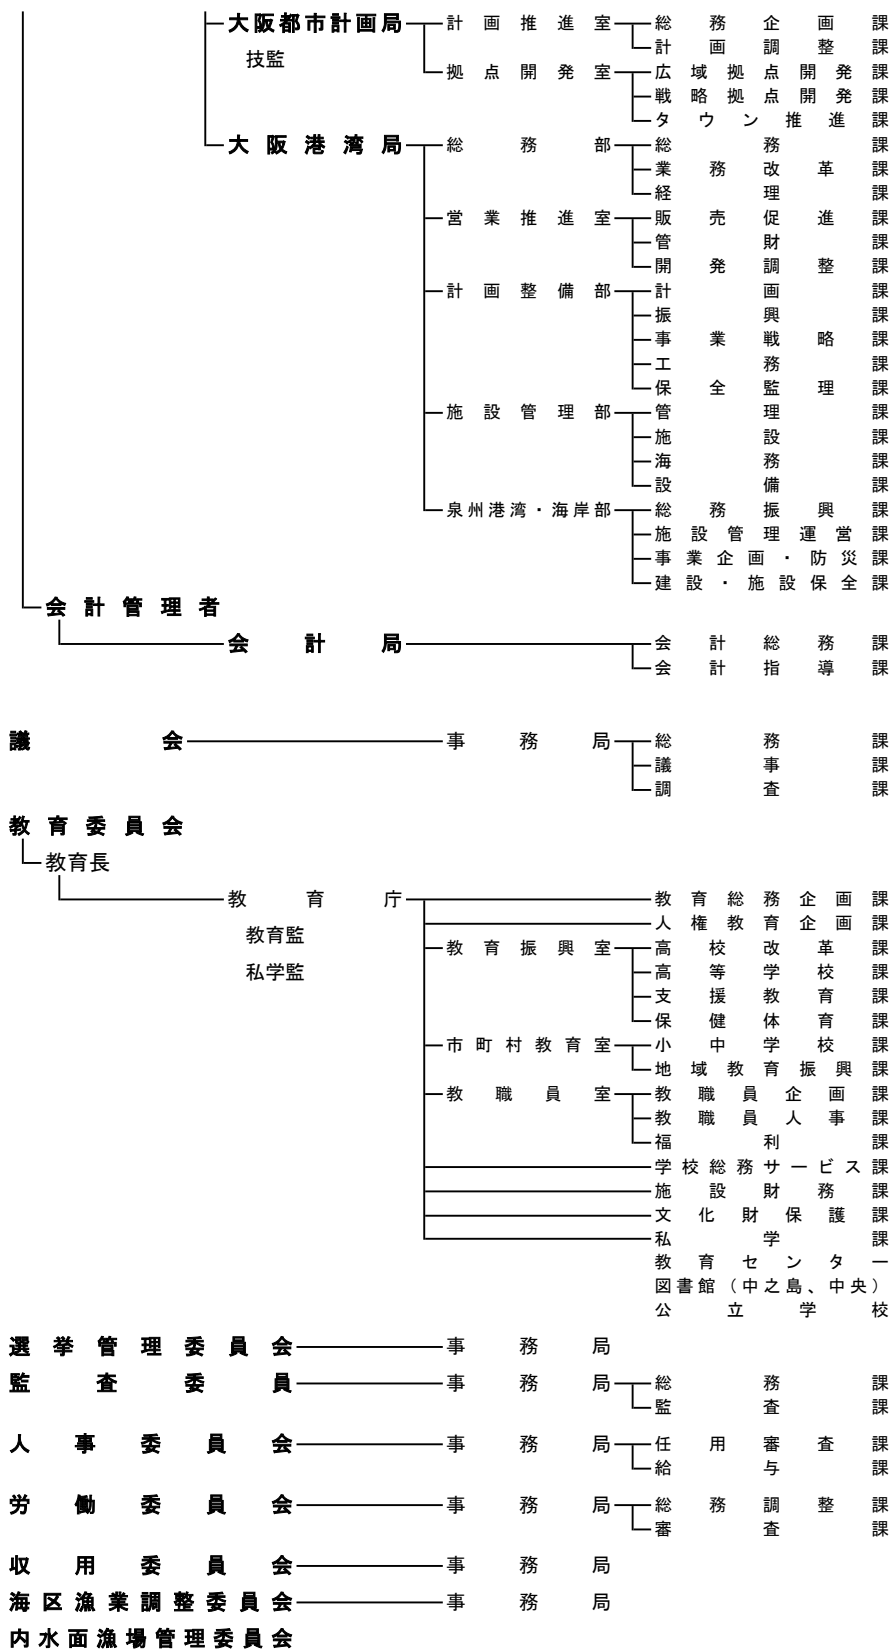 大阪都市計画局 計画推進室 総務企画課
計画調整課
技監
拠点開発室 広域拠点開発課
戦略拠点開発課
タウン推進課
大阪港湾局 総務部 総務課
業務改革課
経理課
営業推進室 販売促進課
管財課
開発調整課
計画整備部 計画課
振興課
事業戦略課
工務課
保全監理課
施設管理部 管理課
施設課
海務課
設備課
泉州港湾・海岸部 総務振興課
施設管理運営課
事業企画・防災課
建設・施設保全課
会計管理者
会計局 会計総務課
会計指導課
議会 事務局 総務課
議事課
調査課
教育委員会
教育長
教育庁 教育総務企画課
人権教育企画課
教育監
教育振興室 高校改革課
私学監 高等学校課
支援教育課
保健体育課
市町村教育室 小中学校課
地域教育振興課
教職員室 教職員企画課
教職員人事課
福利課
学校総務サービス課
施設財務課
文化財保護課
私学課
教育センター
図書館（中之島、中央）
公立学校
選挙管理委員会 事務局
監査委員 事務局 総務課
監査課
人事委員会 事務局 任用審査課
給与課
労働委員会 事務局 総務調整課
審査課
収用委員会 事務局
海区漁業調整委員会 事務局
内水面漁場管理委員会